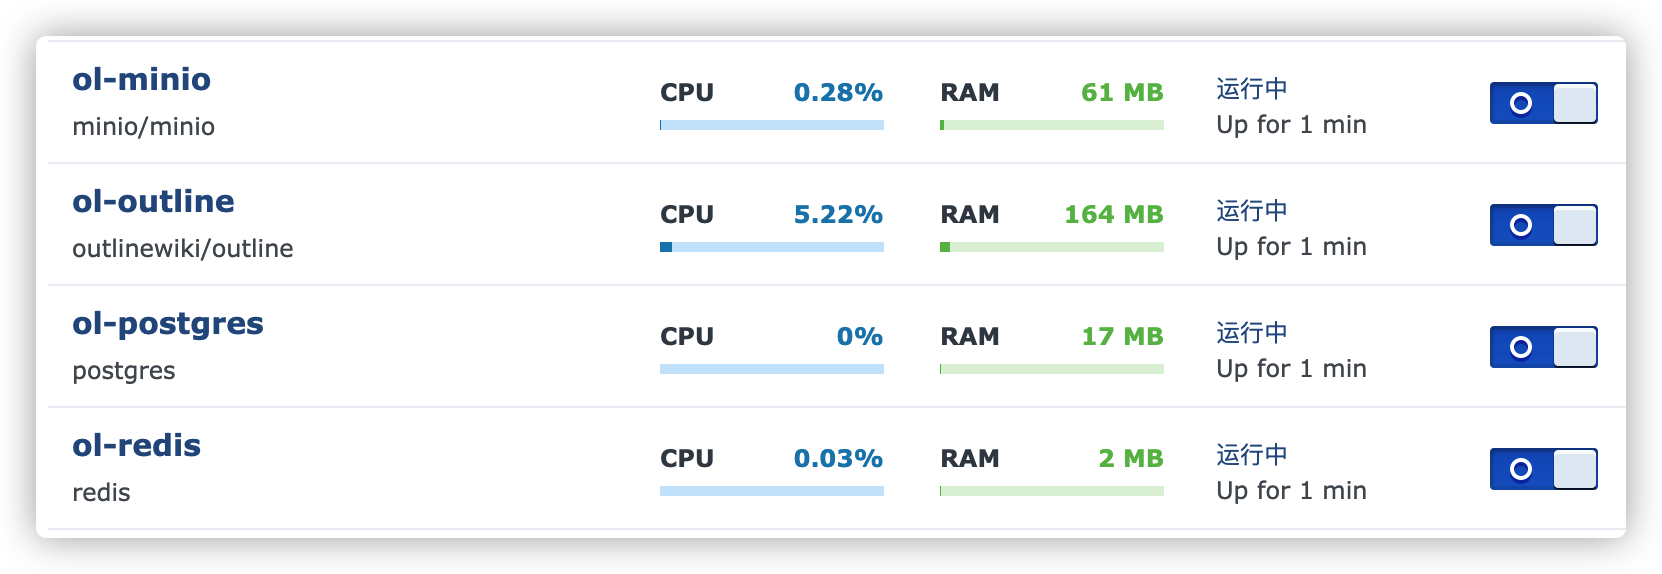 ol-minio
minio/minio
CPU 0.28%
RAM 61 MB
运行中
Up for 1 min
ol-outline
outlinewiki/outline
CPU 5.22%
RAM 164 MB
运行中
Up for 1 min
ol-postgres
postgres
CPU 0%
RAM 17 MB
运行中
Up for 1 min
ol-redis
redis
CPU 0.03%
RAM 2 MB
运行中
Up for 1 min